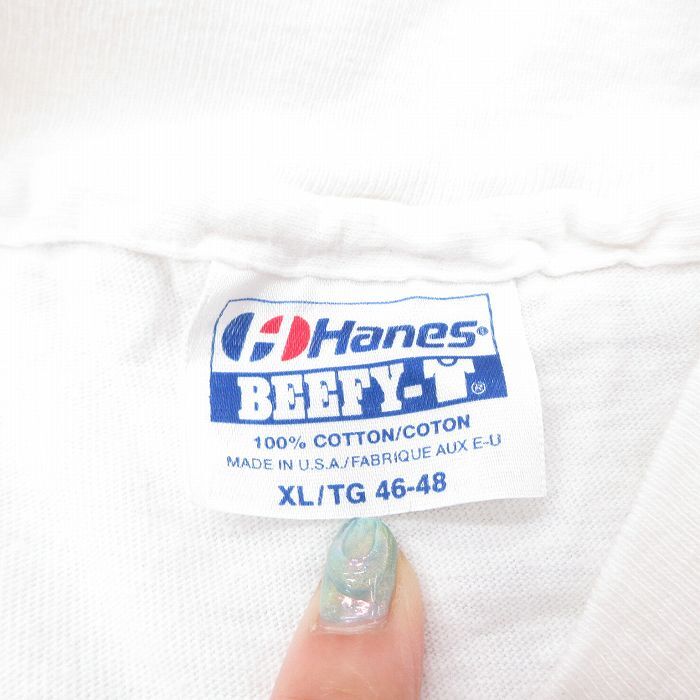 Hanes®
BEEFY-T®
100% COTTON/COTON
MADE IN U.S.A./FABRIQUE AUX E-U
XL/TG 46-48